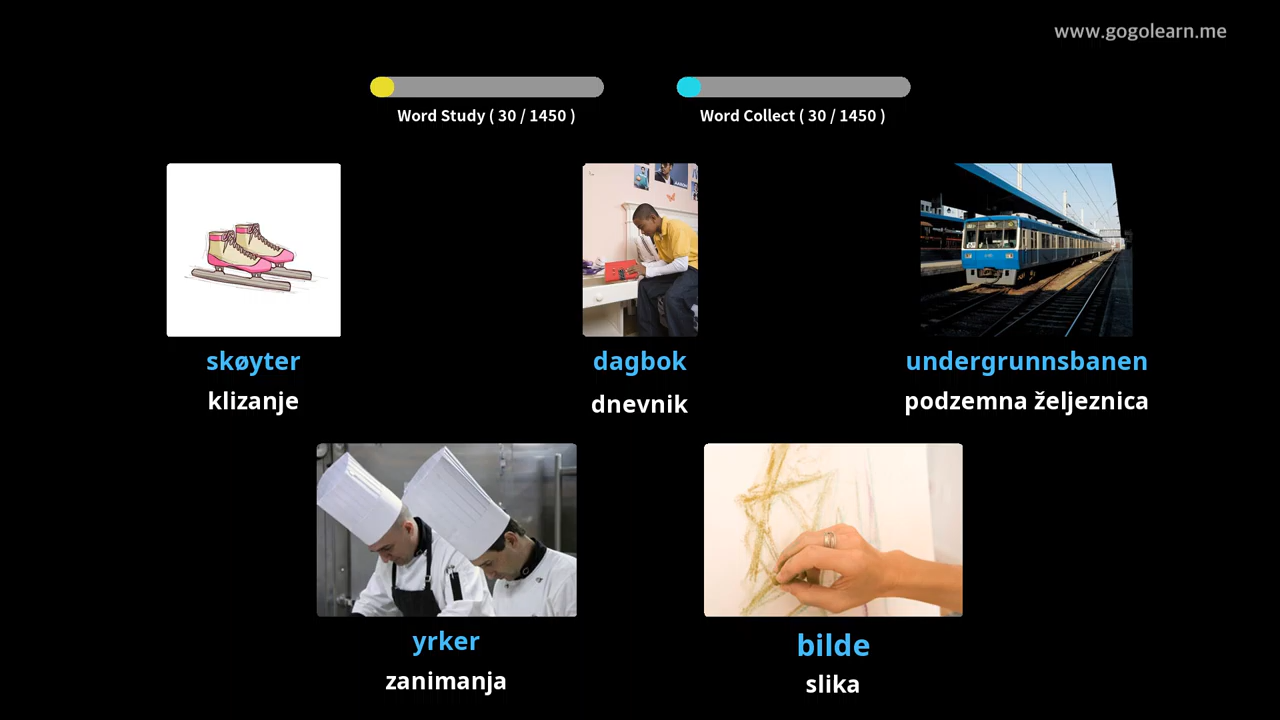 www.gogolearn.me
Word Study ( 30 / 1450 )
Word Collect ( 30 / 1450 )
skøyter
klizanje
dagbok
dnevnik
undergrunnsbanen
podzemna željeznica
yrker
zanimanja
bilde
slika